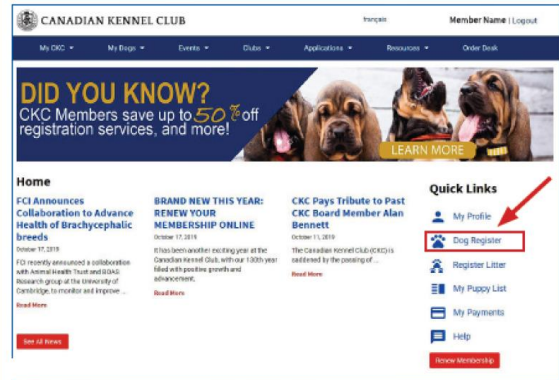 CANADIAN KENNEL CLUB
français
Member Name | Logout
My CKC
My Dogs
Events
Clubs
Applications
Resources
Order Desk
DID YOU KNOW?
CKC Members save up to 50% off
registration services, and more!
LEARN MORE
Home
FCI Announces
Collaboration to Advance
Health of Brachycephalic
breeds
October 17, 2019
FCI recently announced a collaboration
with Animal Health Trust and BOAS
Research group at the University of
Cambridge, to monitor and improve ...
Read More
BRAND NEW THIS YEAR:
RENEW YOUR
MEMBERSHIP ONLINE
October 17, 2019
It has been another exciting year at the
Canadian Kennel Club, with our 130th year
filled with positive growth and
advancement.
Read More
CKC Pays Tribute to Past
CKC Board Member Alan
Bennett
October 11, 2019
The Canadian Kennel Club (CKC) is
saddened by the passing of ...
Read More
See All News
Quick Links
My Profile
Dog Register
Register Litter
My Puppy List
My Payments
Help
Renew Membership